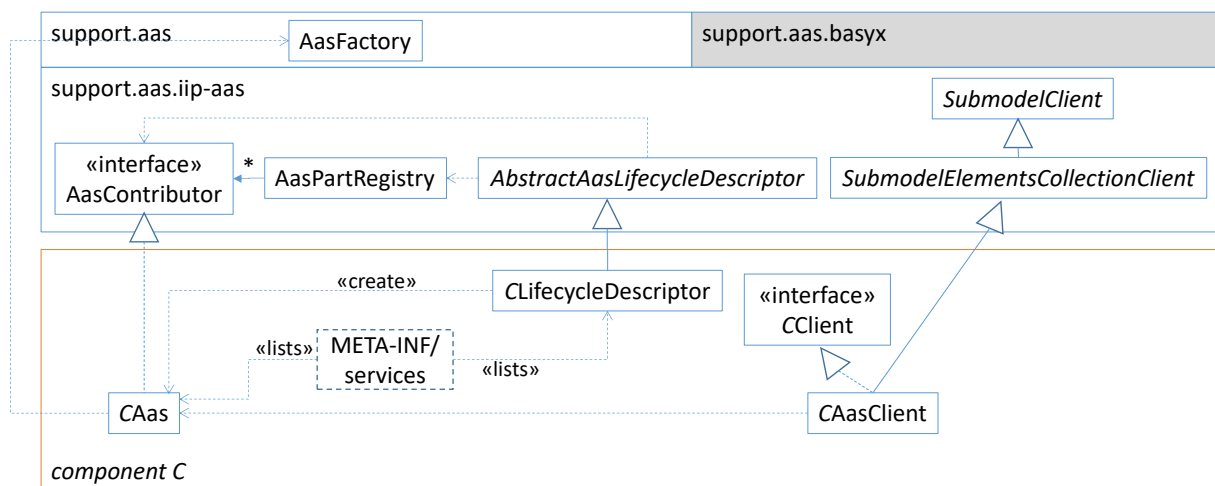 support.aas
AasFactory
support.aas.basyx
support.aas.iip-aas
SubmodelClient
«interface»
AasContributor
*
AasPartRegistry
AbstractAasLifecycleDescriptor
SubmodelElementsCollectionClient
«create»
CLifecycleDescriptor
«interface»
CClient
«lists»
META-INF/
services
«lists»
CAas
CAasClient
component C